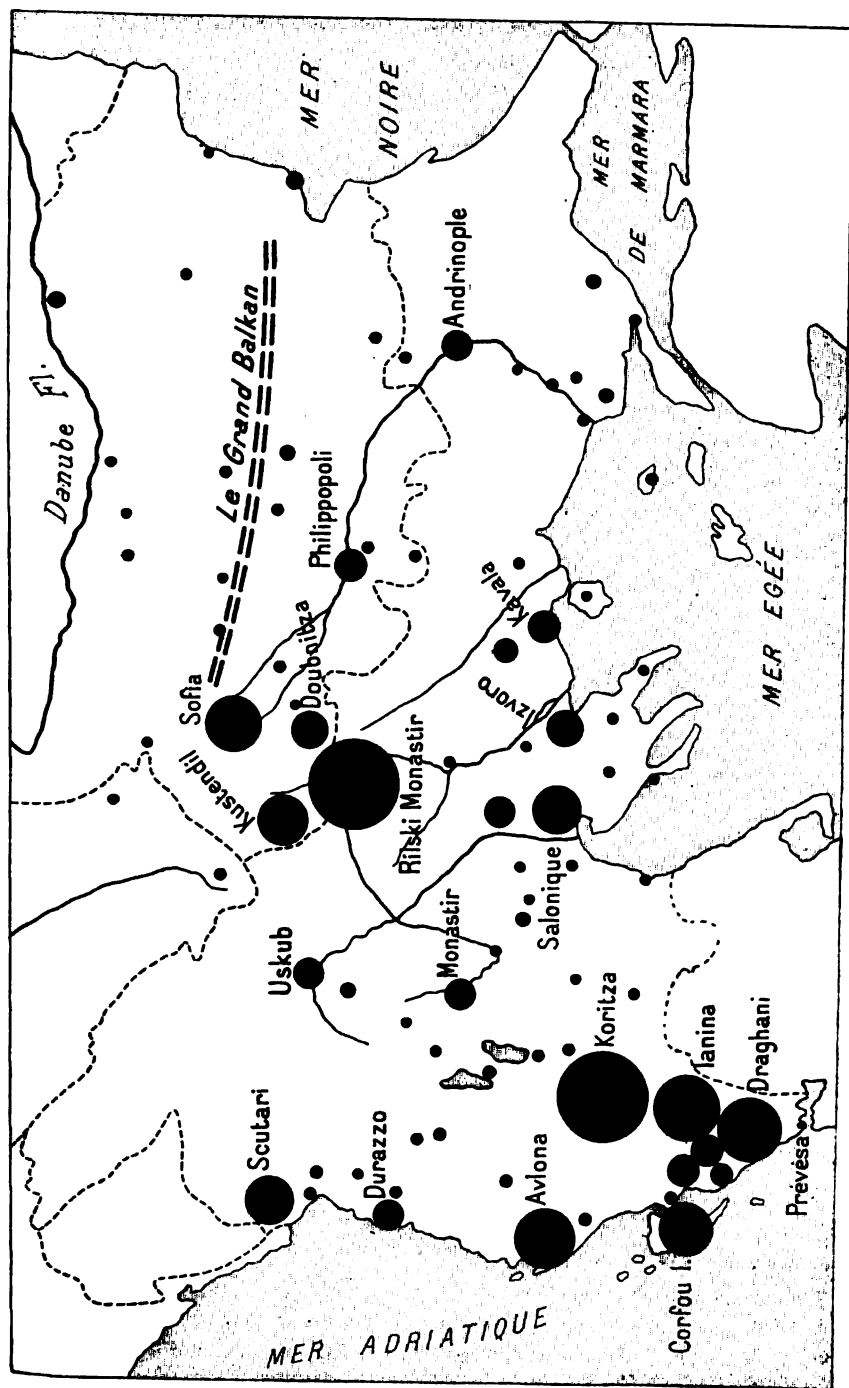 MER
NOIRE
MER
DE MARMARA
Danube Fl.
Le Grand Balkan
Andrinople
Philippopoli
Sofia
Doubnitza
Kustendil
Rilski Monastir
Kavala
Izvoro
MER EGÉE
Uskub
Monastir
Salonique
Scutari
Durazzo
Koritza
Avlona
Ianina
Draghani
Prevésa
Corfou I.
MER ADRIATIQUE